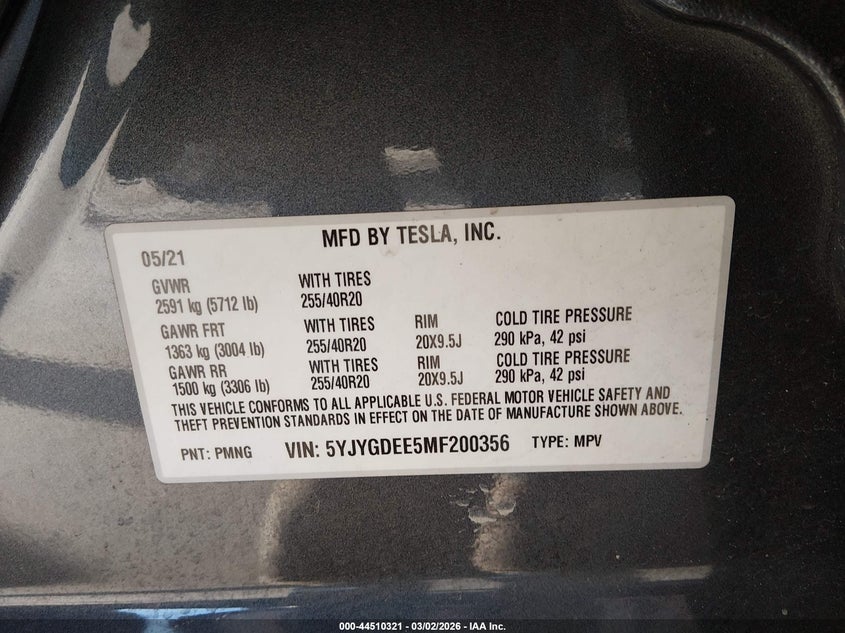 MFD BY TESLA, INC.
05/21
GVWR WITH TIRES
2591 kg (5712 lb) 255/40R20
GAWR FRT WITH TIRES RIM COLD TIRE PRESSURE
1363 kg (3004 lb) 255/40R20 20X9.5J 290 kPa, 42 psi
GAWR RR WITH TIRES RIM COLD TIRE PRESSURE
1500 kg (3306 lb) 255/40R20 20X9.5J 290 kPa, 42 psi
THIS VEHICLE CONFORMS TO ALL APPLICABLE U.S. FEDERAL MOTOR VEHICLE SAFETY AND
THEFT PREVENTION STANDARDS IN EFFECT ON THE DATE OF MANUFACTURE SHOWN ABOVE.
PNT: PMNG VIN: 5YJYGDEE5MF200356 TYPE: MPV
000-44510321 | 03/02/2026 - IAA Inc.